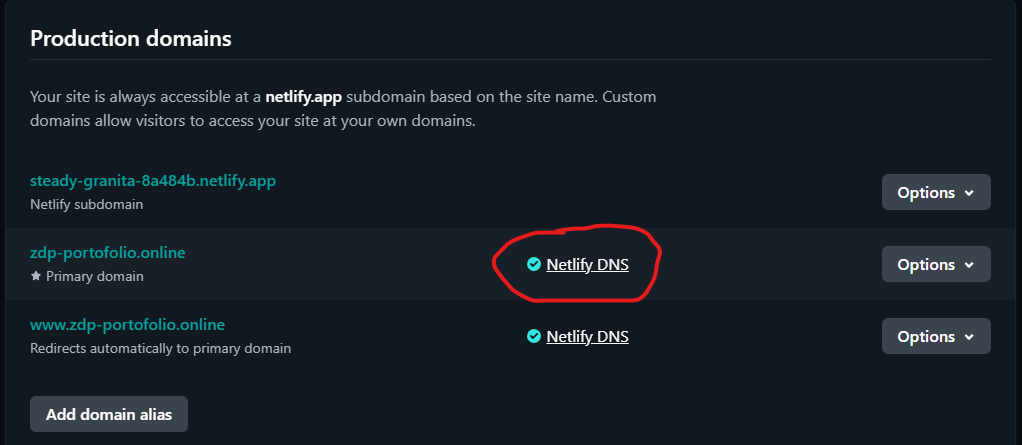 Production domains
Your site is always accessible at a netlify.app subdomain based on the site name. Custom
domains allow visitors to access your site at your own domains.
steady-granita-8a484b.netlify.app
Netlify subdomain
Options
zdp-portofolio.online
Primary domain
Netlify DNS
Options
www.zdp-portofolio.online
Redirects automatically to primary domain
Netlify DNS
Options
Add domain alias